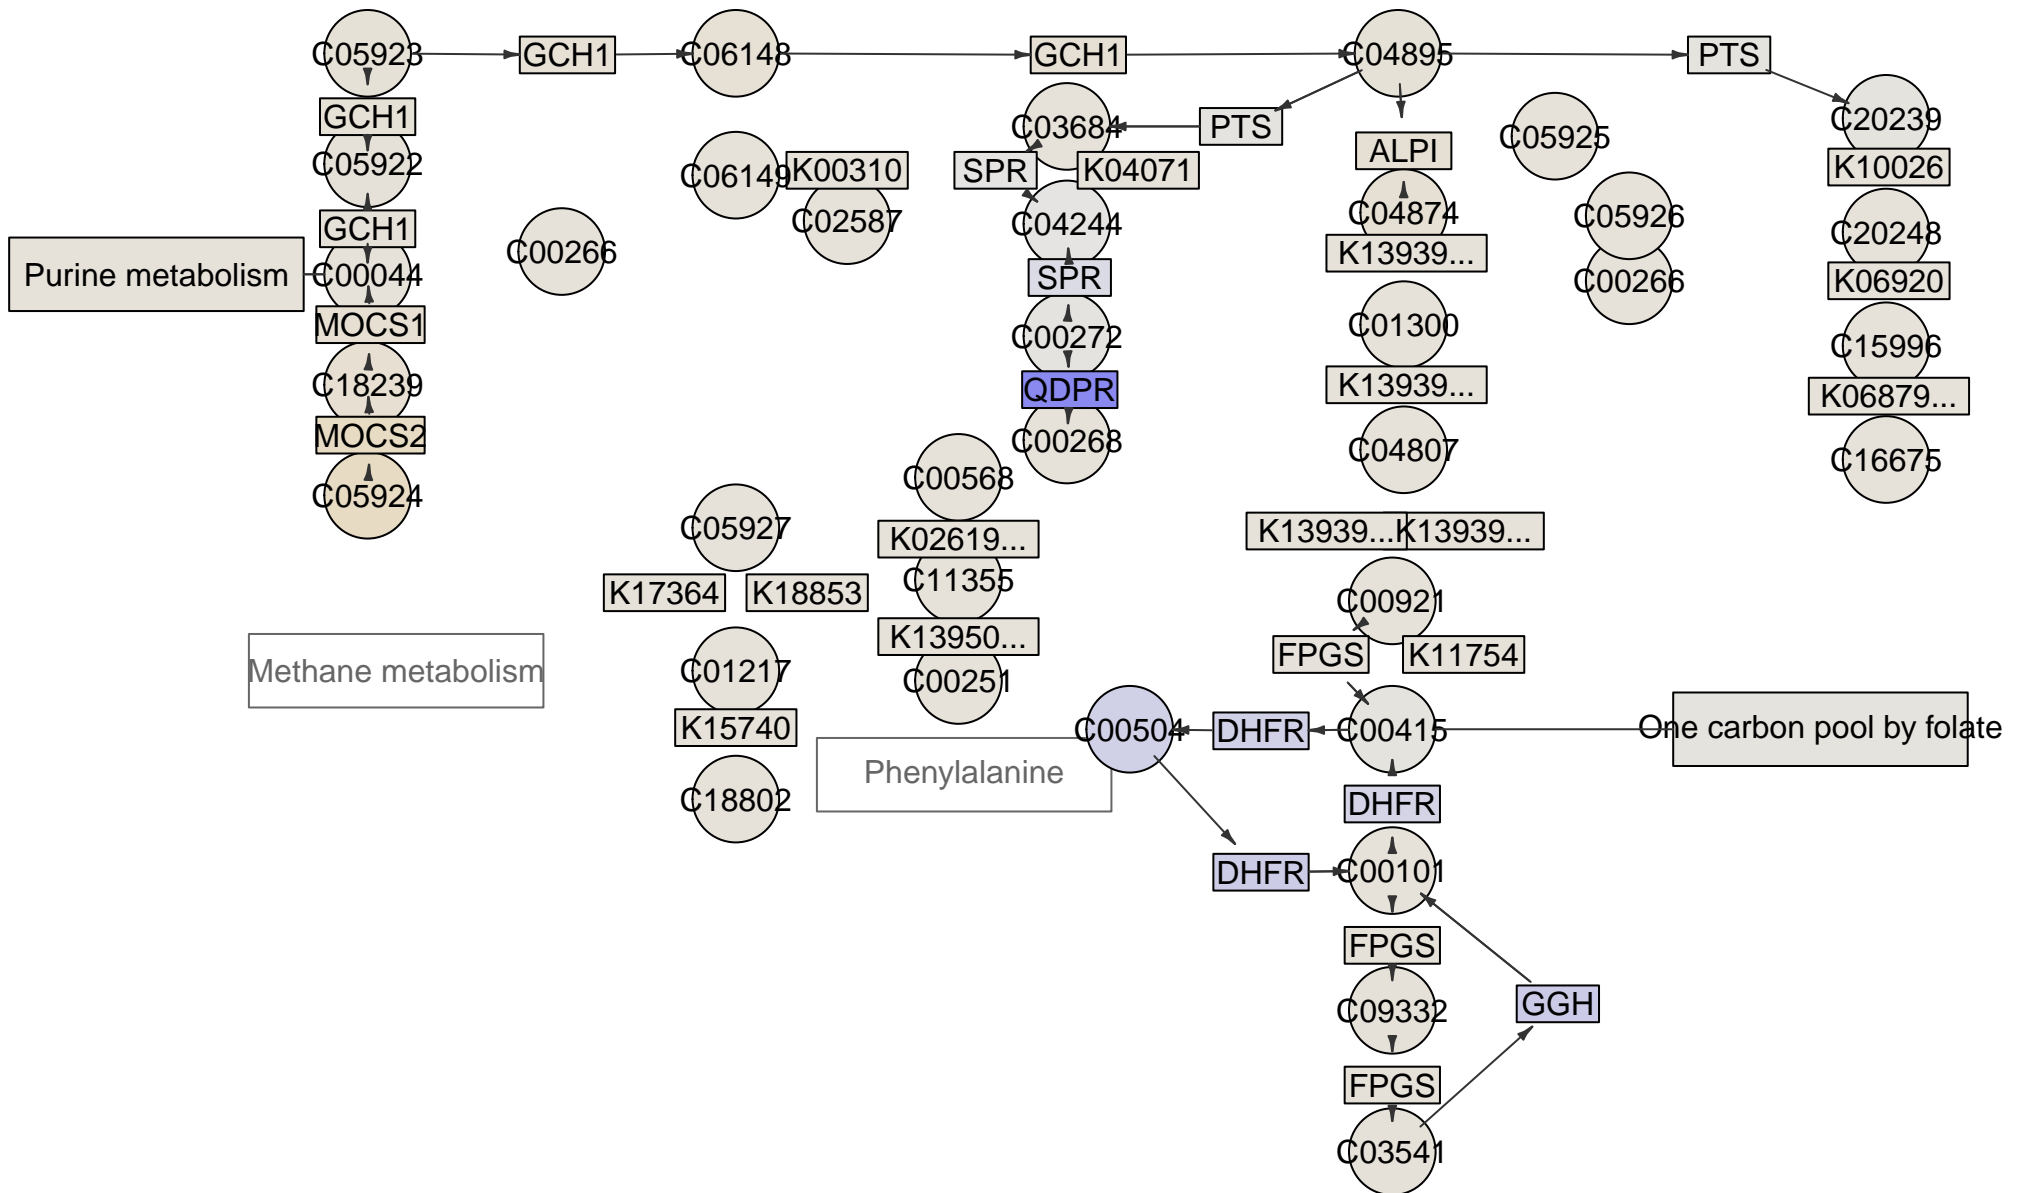 C05923
GCH1
C06148
GCH1
C04895
PTS
GCH1
C03684
PTS
C20239
C05922
C06149
K00310
SPR
K04071
ALPI
C05925
K10026
GCH1
C00266
C02587
C04244
C04874
C05926
C20248
Purine metabolism
C00044
SPR
K13939...
C00266
K06920
MOCS1
C00272
C01300
C15996
C18239
QDPR
K13939...
K06879...
MOCS2
C00268
C04807
C16675
C05924
C00568
C05927
K02619...
K13939...
K13939...
K17364
K18853
C11355
C00921
Methane metabolism
C01217
K13950...
FPGS
K11754
C00251
K15740
C00504
DHFR
C00415
One carbon pool by folate
Phenylalanine
C18802
DHFR
DHFR
C00101
FPGS
C09332
GGH
FPGS
C03541